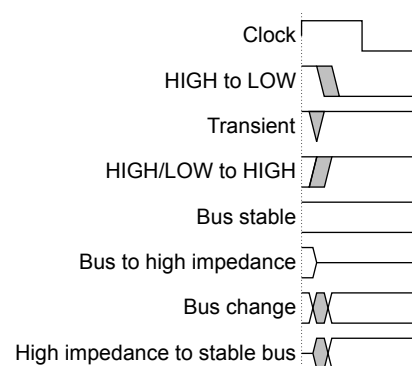 Clock
HIGH to LOW
Transient
HIGH/LOW to HIGH
Bus stable
Bus to high impedance
Bus change
High impedance to stable bus